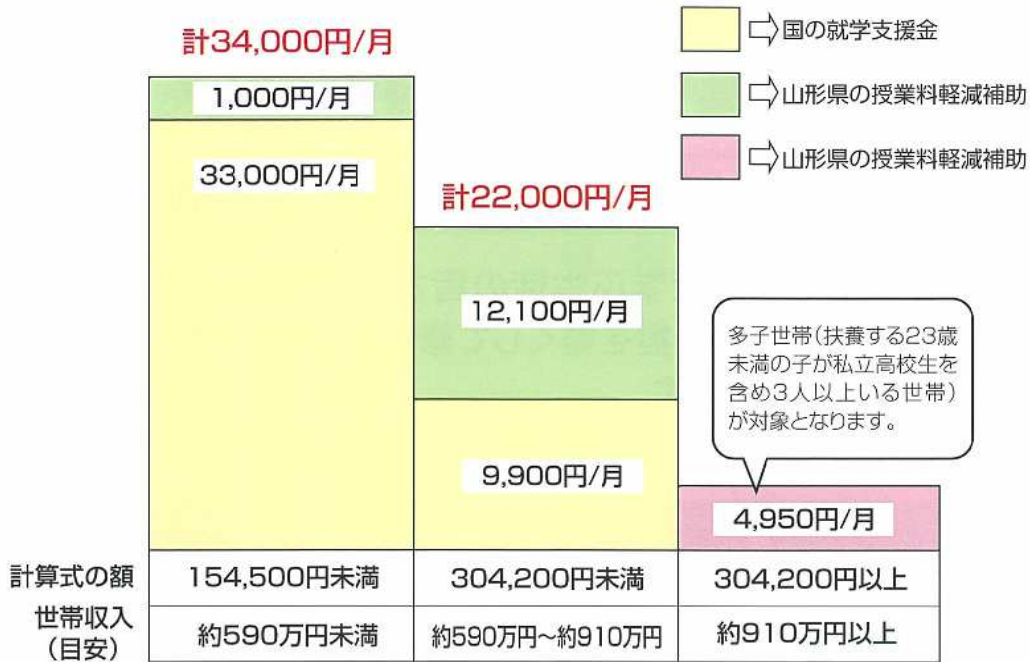 計34,000円/月
⇨国の就学支援金
1,000円/月
⇨山形県の授業料軽減補助
33,000円/月
⇨山形県の授業料軽減補助
計22,000円/月
12,100円/月
多子世帯(扶養する23歳
未満の子が私立高校生を
含め3人以上いる世帯)
が対象となります。
9,900円/月
4,950円/月
計算式の額 154,500円未満 304,200円未満 304,200円以上
世帯収入
(目安) 約590万円未満 約590万円〜約910万円 約910万円以上